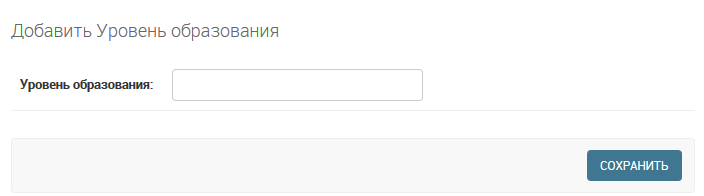 Добавить Уровень образования
Уровень образования:
СОХРАНИТЬ